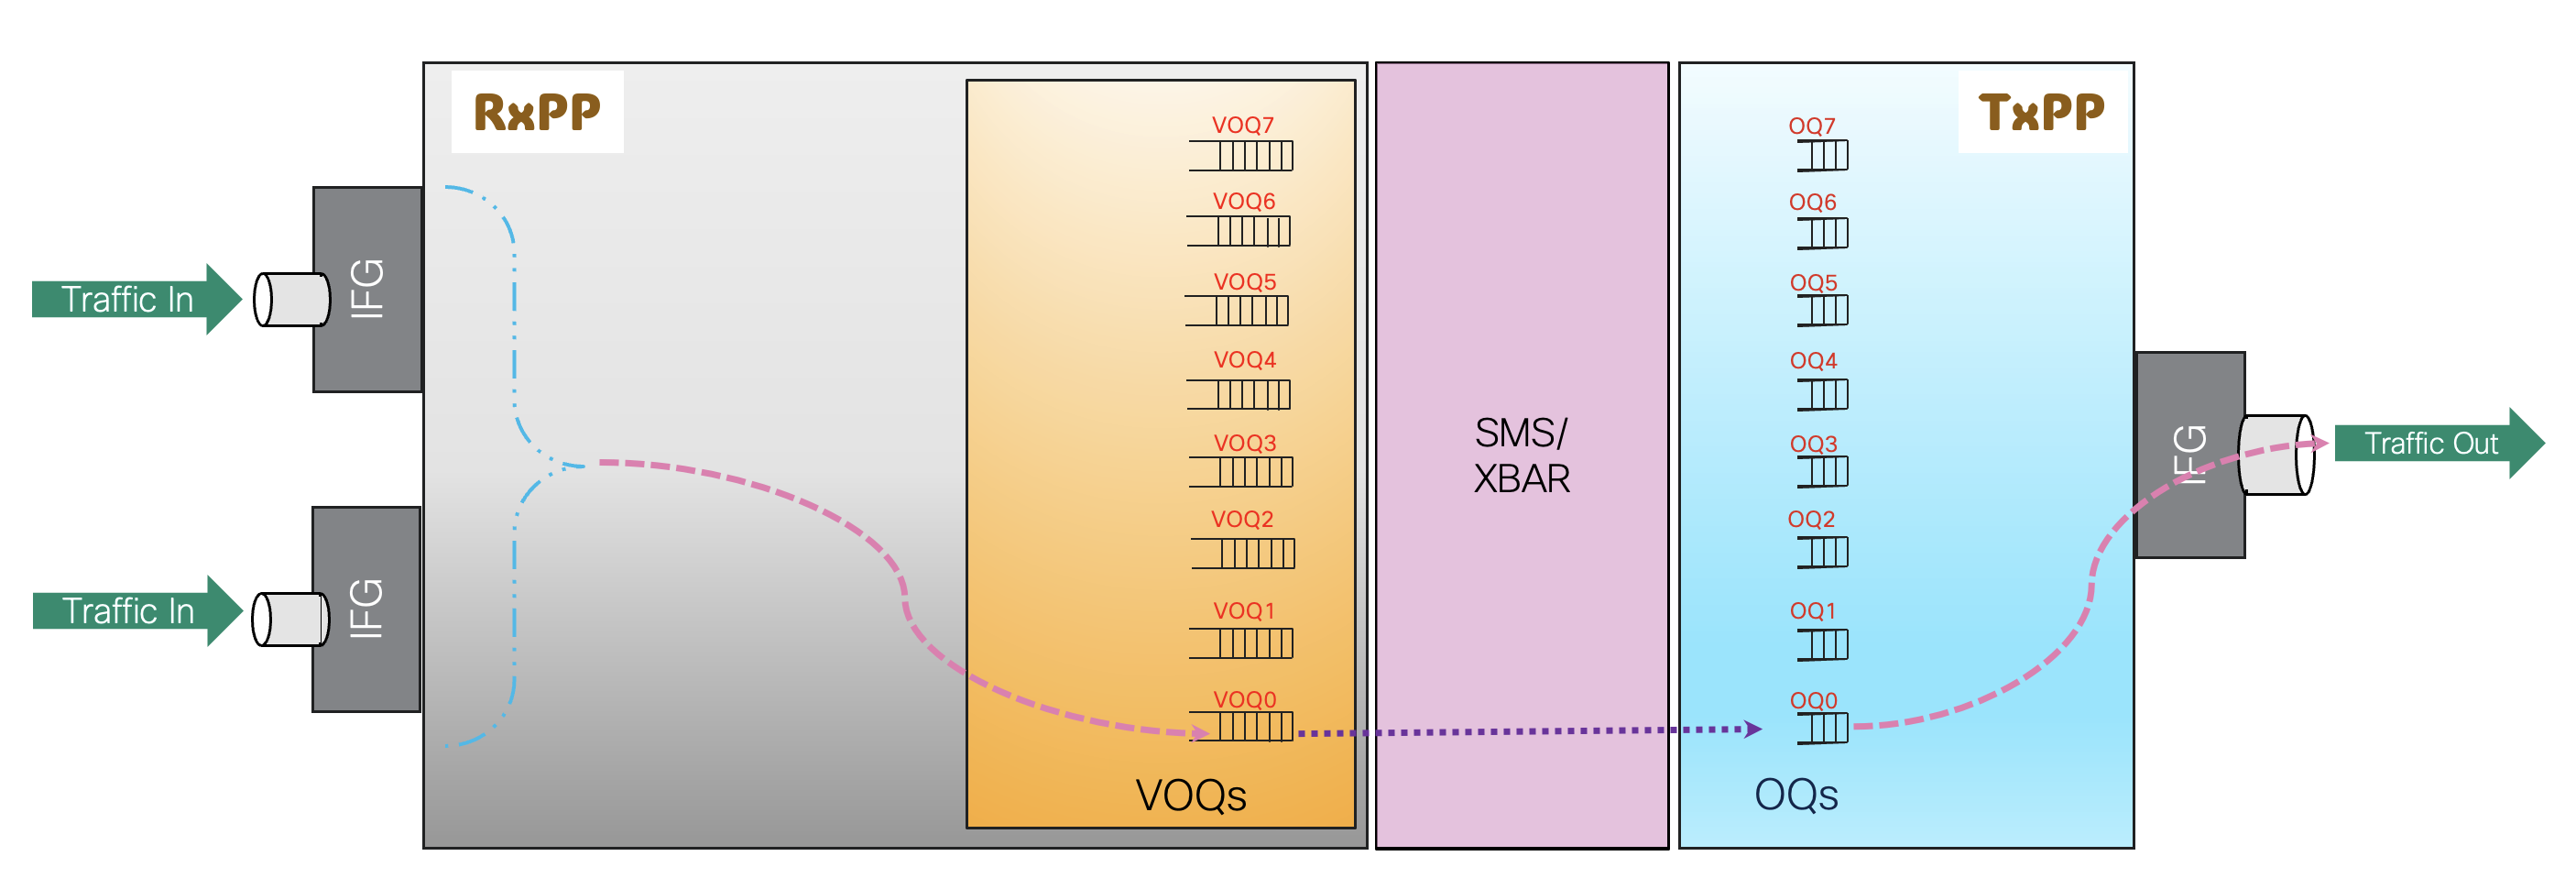 RxPP
TxPP
Traffic In
IFG
Traffic In
IFG
VOQ7
VOQ6
VOQ5
VOQ4
VOQ3
VOQ2
VOQ1
VOQ0
VOQs
SMS/
XBAR
OQ7
OQ6
OQ5
OQ4
OQ3
OQ2
OQ1
OQ0
OQs
IFG
Traffic Out